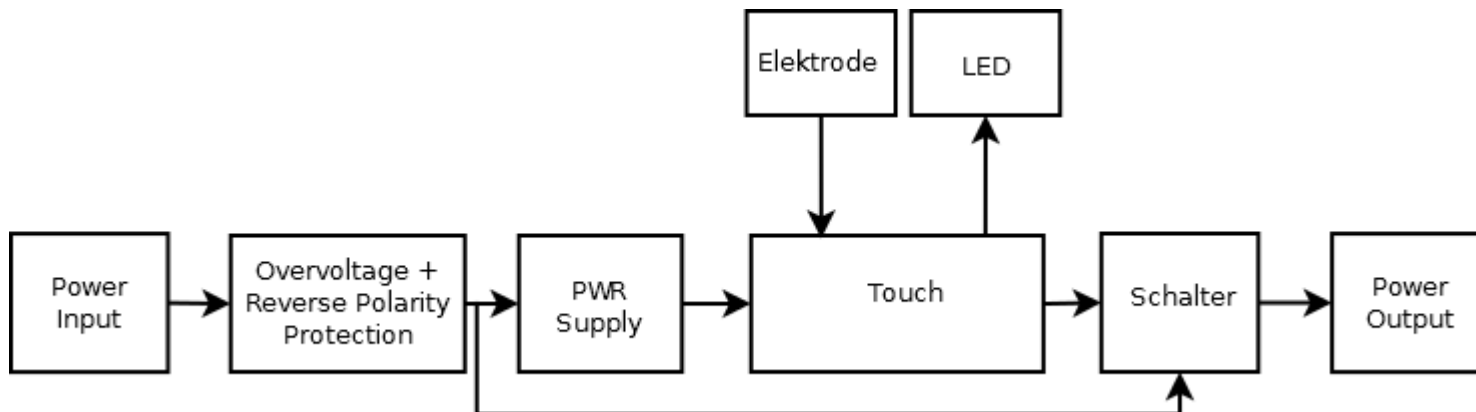 Elektrode
LED
Power
Input
Overvoltage +
Reverse Polarity
Protection
PWR
Supply
Touch
Schalter
Power
Output